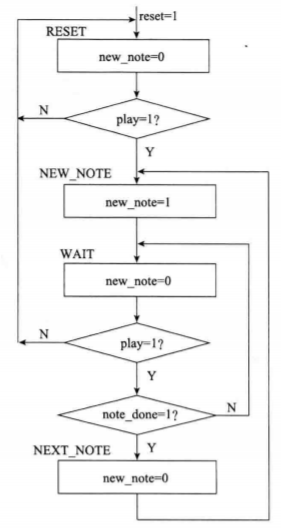 reset=1
RESET
new_note=0
N
play=1?
Y
NEW_NOTE
new_note=1
WAIT
new_note=0
N
play=1?
Y
note_done=1?
N
Y
NEXT_NOTE
new_note=0